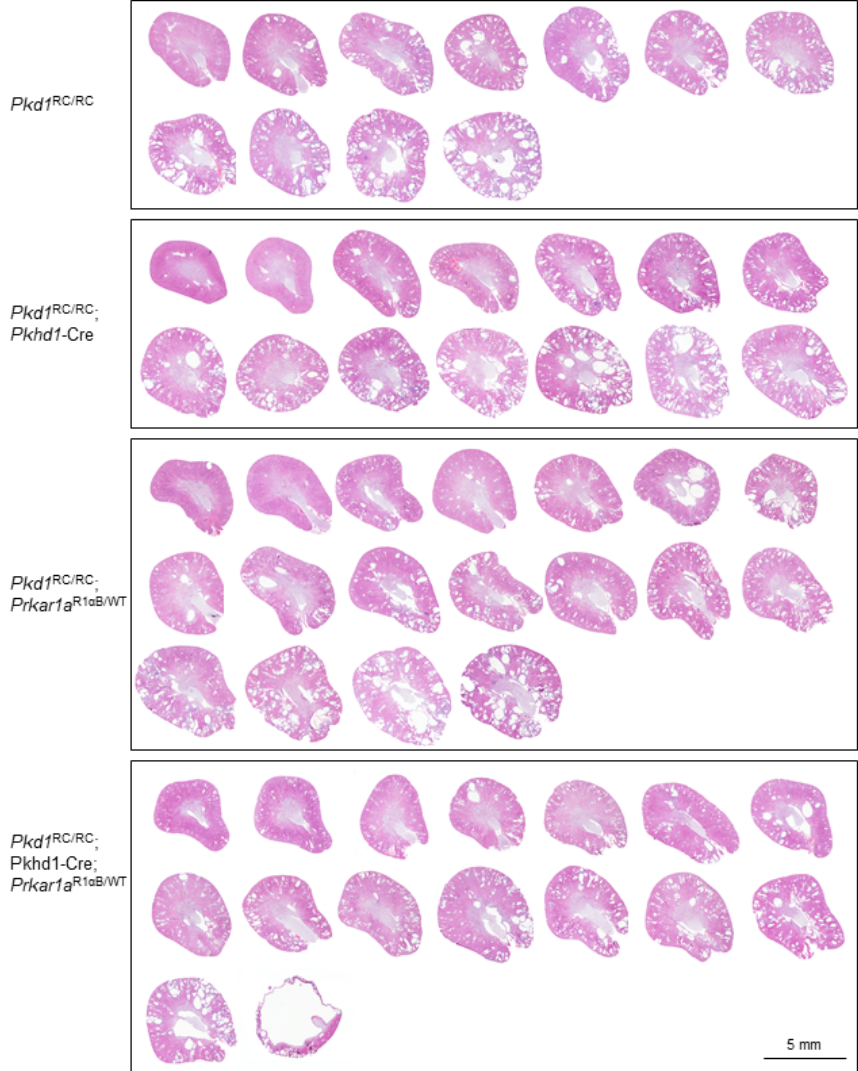 Pkd1RC/RC
Pkd1RC/RC;
Pkhd1-Cre
Pkd1RC/RC;
Prkar1aR1αB/WT
Pkd1RC/RC;
Pkhd1-Cre;
Prkar1aR1αB/WT
5 mm